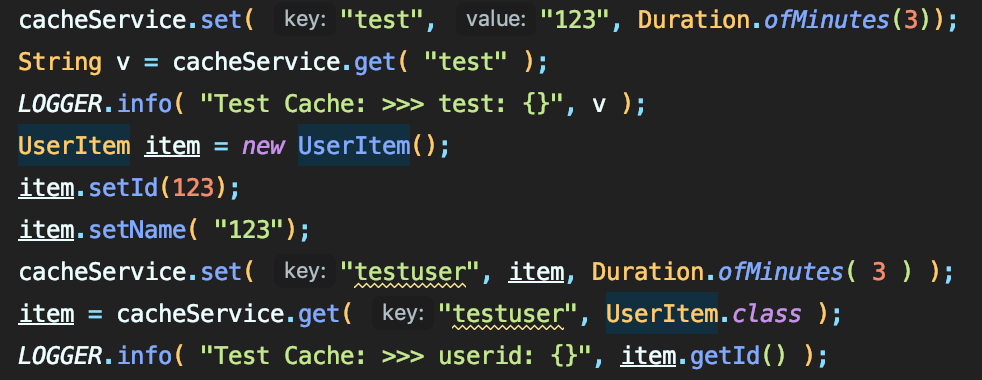 cacheService.set( key: "test", value: "123", Duration.ofMinutes(3));
String v = cacheService.get( "test" );
LOGGER.info( "Test Cache: >>> test: {}", v );
UserItem item = new UserItem();
item.setId(123);
item.setName( "123");
cacheService.set( key: "testuser", item, Duration.ofMinutes( 3 ) );
item = cacheService.get( key: "testuser", UserItem.class );
LOGGER.info( "Test Cache: >>> userid: {}", item.getId() );